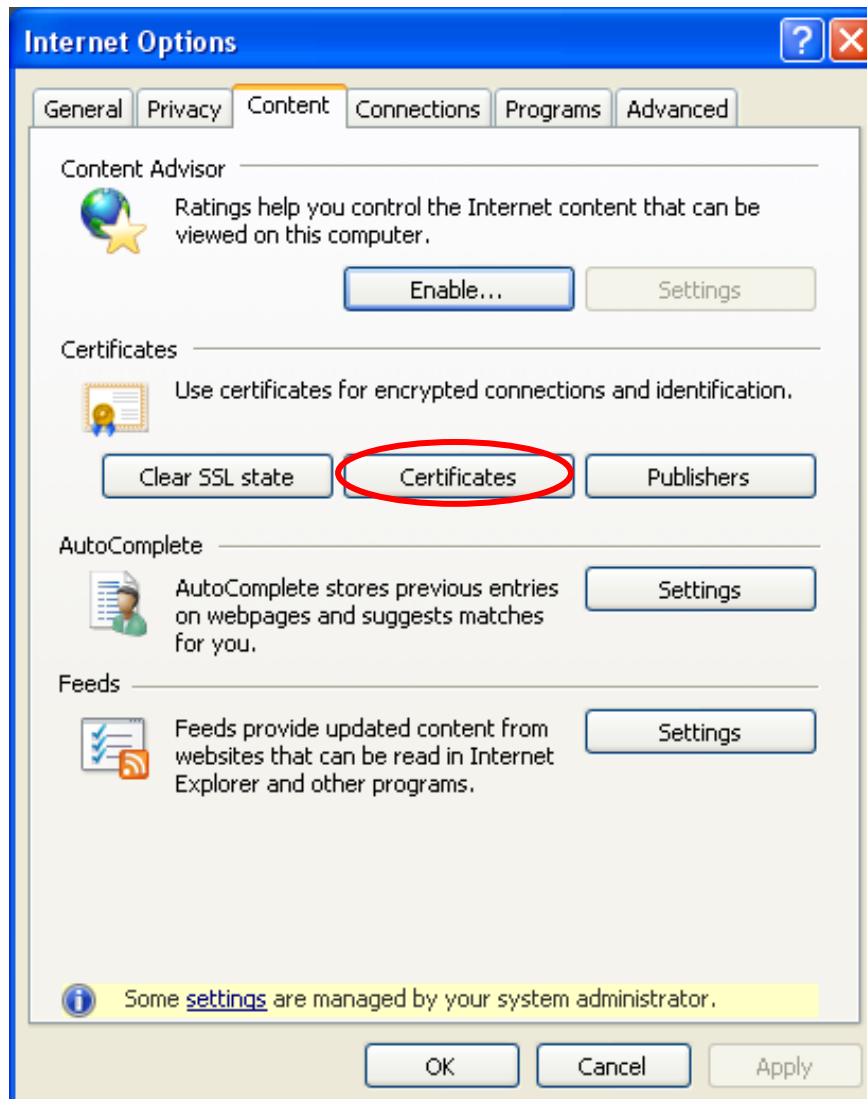 Internet Options
General Privacy Content Connections Programs Advanced
Content Advisor
Ratings help you control the Internet content that can be
viewed on this computer.
Enable... Settings
Certificates
Use certificates for encrypted connections and identification.
Clear SSL state Certificates Publishers
AutoComplete
AutoComplete stores previous entries
on webpages and suggests matches
for you.
Settings
Feeds
Feeds provide updated content from
websites that can be read in Internet
Explorer and other programs.
Settings
Some settings are managed by your system administrator.
OK Cancel Apply